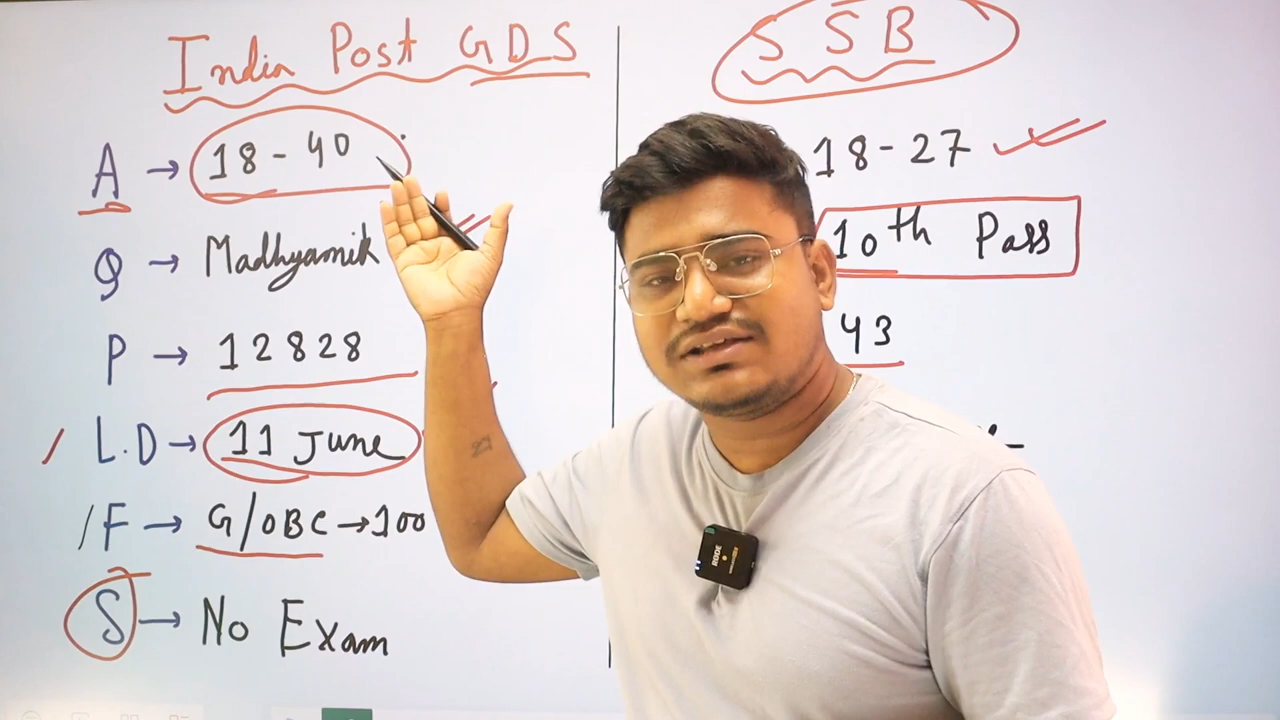 India Post GDS
A → 18 - 40
Q → Madhyamik
P → 12828
L.D → 11 June
F → G/OBC → 100
S → No Exam
SSB
18 - 27
10th Pass
43
RODE